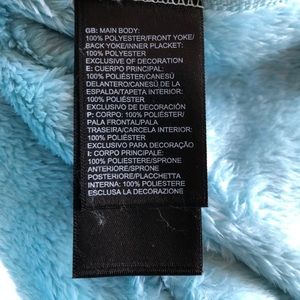 GB: MAIN BODY:
100% POLYESTER/FRONT YOKE/
BACK YOKE/INNER PLACKET:
100% POLYESTER
EXCLUSIVE OF DECORATION
E: CUERPO PRINCIPAL:
100% POLIÉSTER/CANESÚ
DELANTERO/CANESÚ DE LA
ESPALDA/TAPETA INTERIOR:
100% POLIÉSTER
EXCLUSIVO DE DECORACIÓN
P: CORPO: 100% POLIÉSTER/
PALA FRONTAL/PALA
TRASEIRA/CARCELA INTERIOR:
100% POLIÉSTER
EXCLUSIVO PARA DECORAÇÃO
I: CORPO PRINCIPALE:
100% POLIESTERE/SPRONE
ANTERIORE/SPRONE
POSTERIORE/PLACCHETTA
INTERNA: 100% POLIESTERE
ESCLUSA LA DECORAZIONE